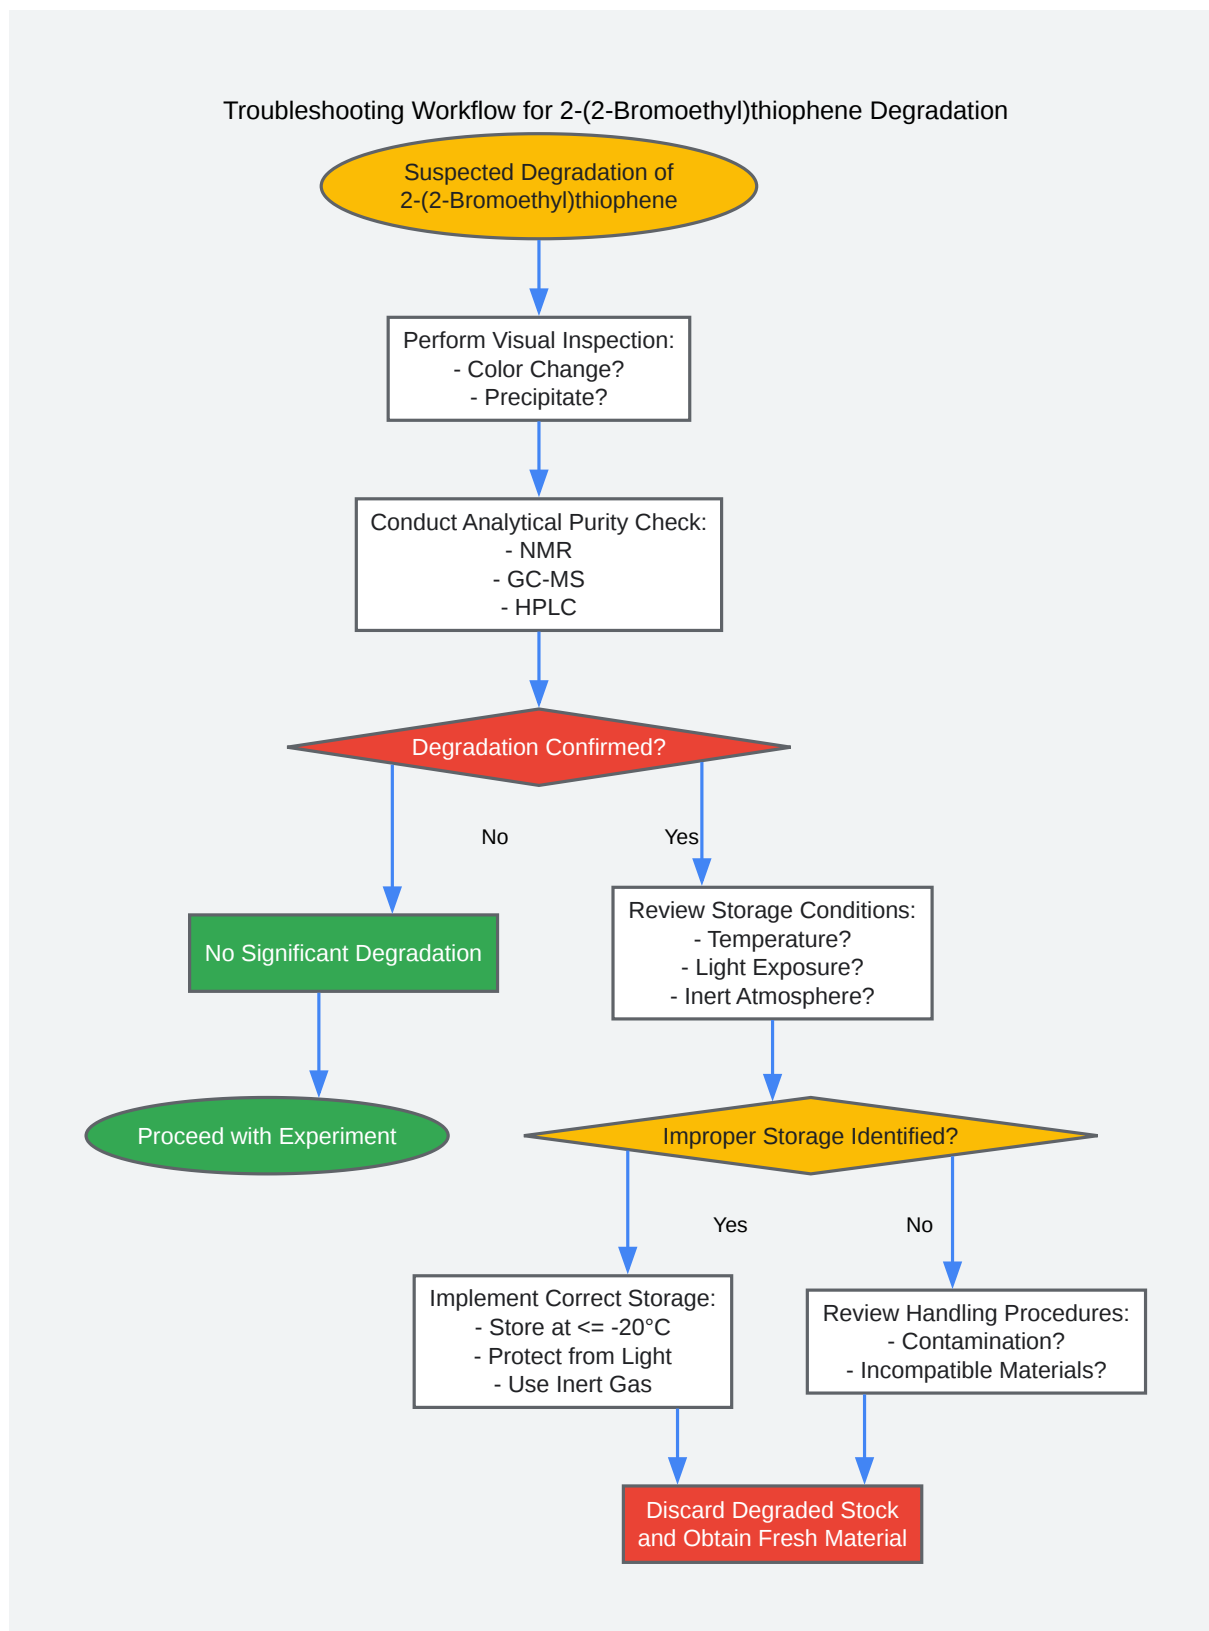 Troubleshooting Workflow for 2-(2-Bromoethyl)thiophene Degradation
Suspected Degradation of
2-(2-Bromoethyl)thiophene
Perform Visual Inspection:
- Color Change?
- Precipitate?
Conduct Analytical Purity Check:
- NMR
- GC-MS
- HPLC
Degradation Confirmed?
No
Yes
No Significant Degradation
Review Storage Conditions:
- Temperature?
- Light Exposure?
- Inert Atmosphere?
Proceed with Experiment
Improper Storage Identified?
Yes
No
Implement Correct Storage:
- Store at <= -20°C
- Protect from Light
- Use Inert Gas
Review Handling Procedures:
- Contamination?
- Incompatible Materials?
Discard Degraded Stock
and Obtain Fresh Material